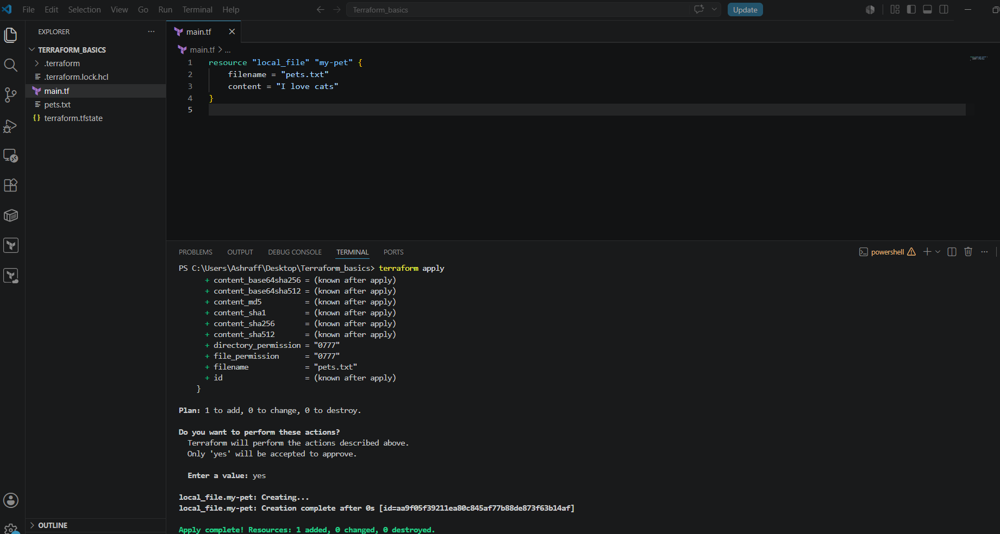 File Edit Selection View Go Run Terminal Help
Terraform_basics
Update
EXPLORER
TERRAFORM_BASICS
.terraform
.terraform.lock.hcl
main.tf
pets.txt
{} terraform.tfstate
OUTLINE
main.tf
main.tf > ...
1 resource "local_file" "my-pet" {
2 filename = "pets.txt"
3 content = "I love cats"
4 }
5
PROBLEMS OUTPUT DEBUG CONSOLE TERMINAL PORTS
powershell
PS C:\Users\Ashraff\Desktop\Terraform_basics> terraform apply
+ content_base64sha256 = (known after apply)
+ content_base64sha512 = (known after apply)
+ content_md5 = (known after apply)
+ content_sha1 = (known after apply)
+ content_sha256 = (known after apply)
+ content_sha512 = (known after apply)
+ directory_permission = "0777"
+ file_permission = "0777"
+ filename = "pets.txt"
+ id = (known after apply)
}
Plan: 1 to add, 0 to change, 0 to destroy.
Do you want to perform these actions?
Terraform will perform the actions described above.
Only 'yes' will be accepted to approve.
Enter a value: yes
local_file.my-pet: Creating...
local_file.my-pet: Creation complete after 0s [id=aa9f05f39211ea80c845af77b88de873f63b14af]
Apply complete! Resources: 1 added, 0 changed, 0 destroyed.